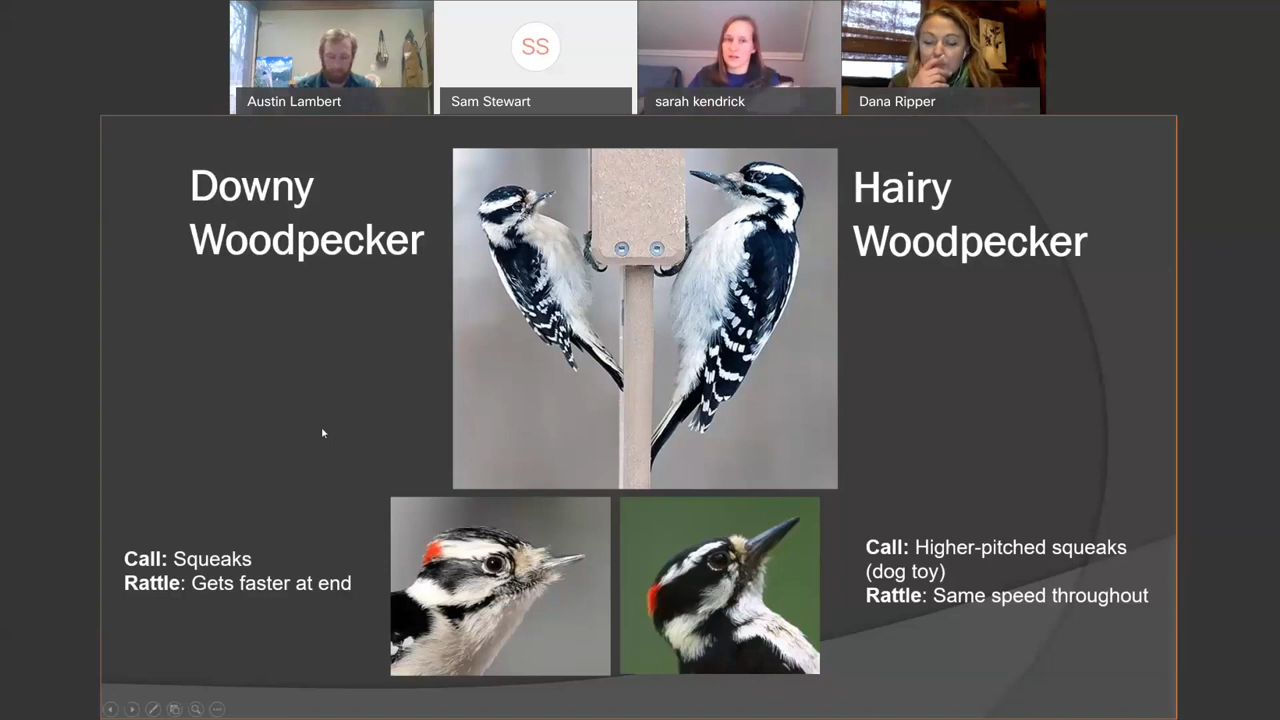 SS
Austin Lambert
Sam Stewart
sarah kendrick
Dana Ripper
Downy
Woodpecker
Hairy
Woodpecker
Call: Squeaks
Rattle: Gets faster at end
Call: Higher-pitched squeaks
(dog toy)
Rattle: Same speed throughout